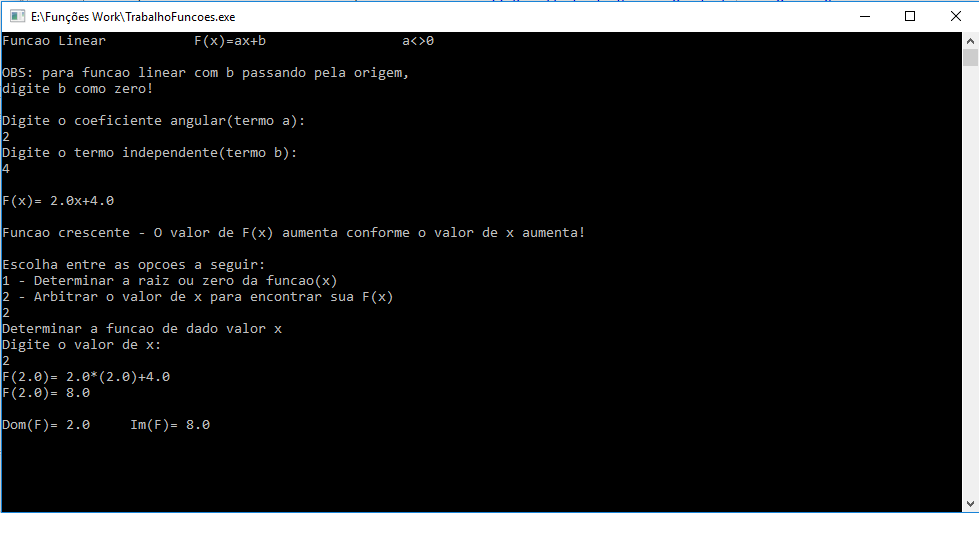 E:\Funções Work\TrabalhoFuncoes.exe
Funcao Linear F(x)=ax+b a<>0
OBS: para funcao linear com b passando pela origem,
digite b como zero!
Digite o coeficiente angular(termo a):
2
Digite o termo independente(termo b):
4
F(x)= 2.0x+4.0
Funcao crescente - O valor de F(x) aumenta conforme o valor de x aumenta!
Escolha entre as opcoes a seguir:
1 - Determinar a raiz ou zero da funcao(x)
2 - Arbitrar o valor de x para encontrar sua F(x)
2
Determinar a funcao de dado valor x
Digite o valor de x:
2
F(2.0)= 2.0*(2.0)+4.0
F(2.0)= 8.0
Dom(F)= 2.0 Im(F)= 8.0